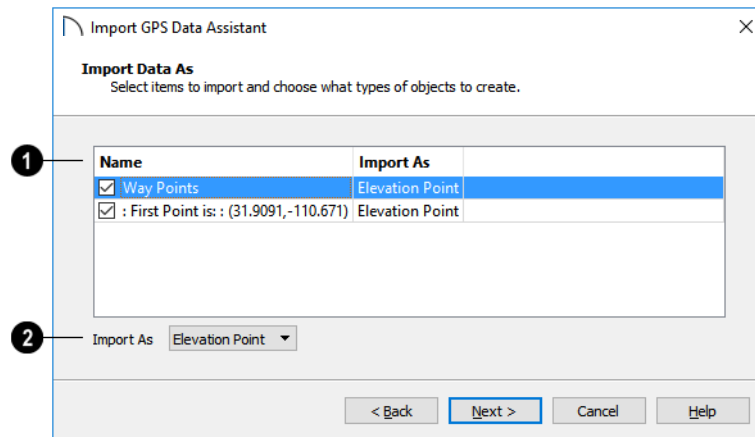 Import GPS Data Assistant
Import Data As
Select items to import and choose what types of objects to create.
1
Name Import As
Way Points Elevation Point
: First Point is: : (31.9091,-110.671) Elevation Point
2
Import As Elevation Point
< Back Next > Cancel Help